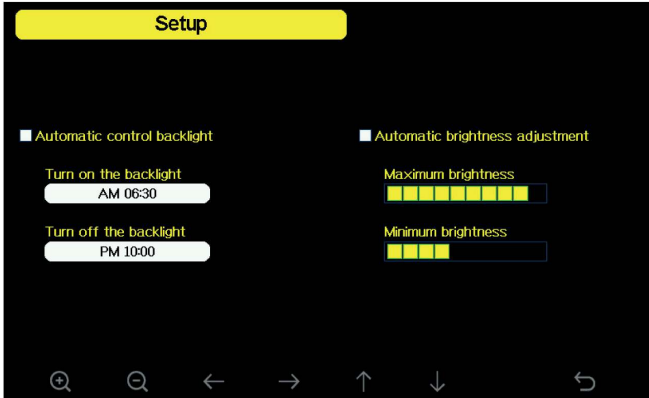 Setup
Automatic control backlight
Turn on the backlight
AM 06:30
Turn off the backlight
PM 10:00
Automatic brightness adjustment
Maximum brightness
Minimum brightness